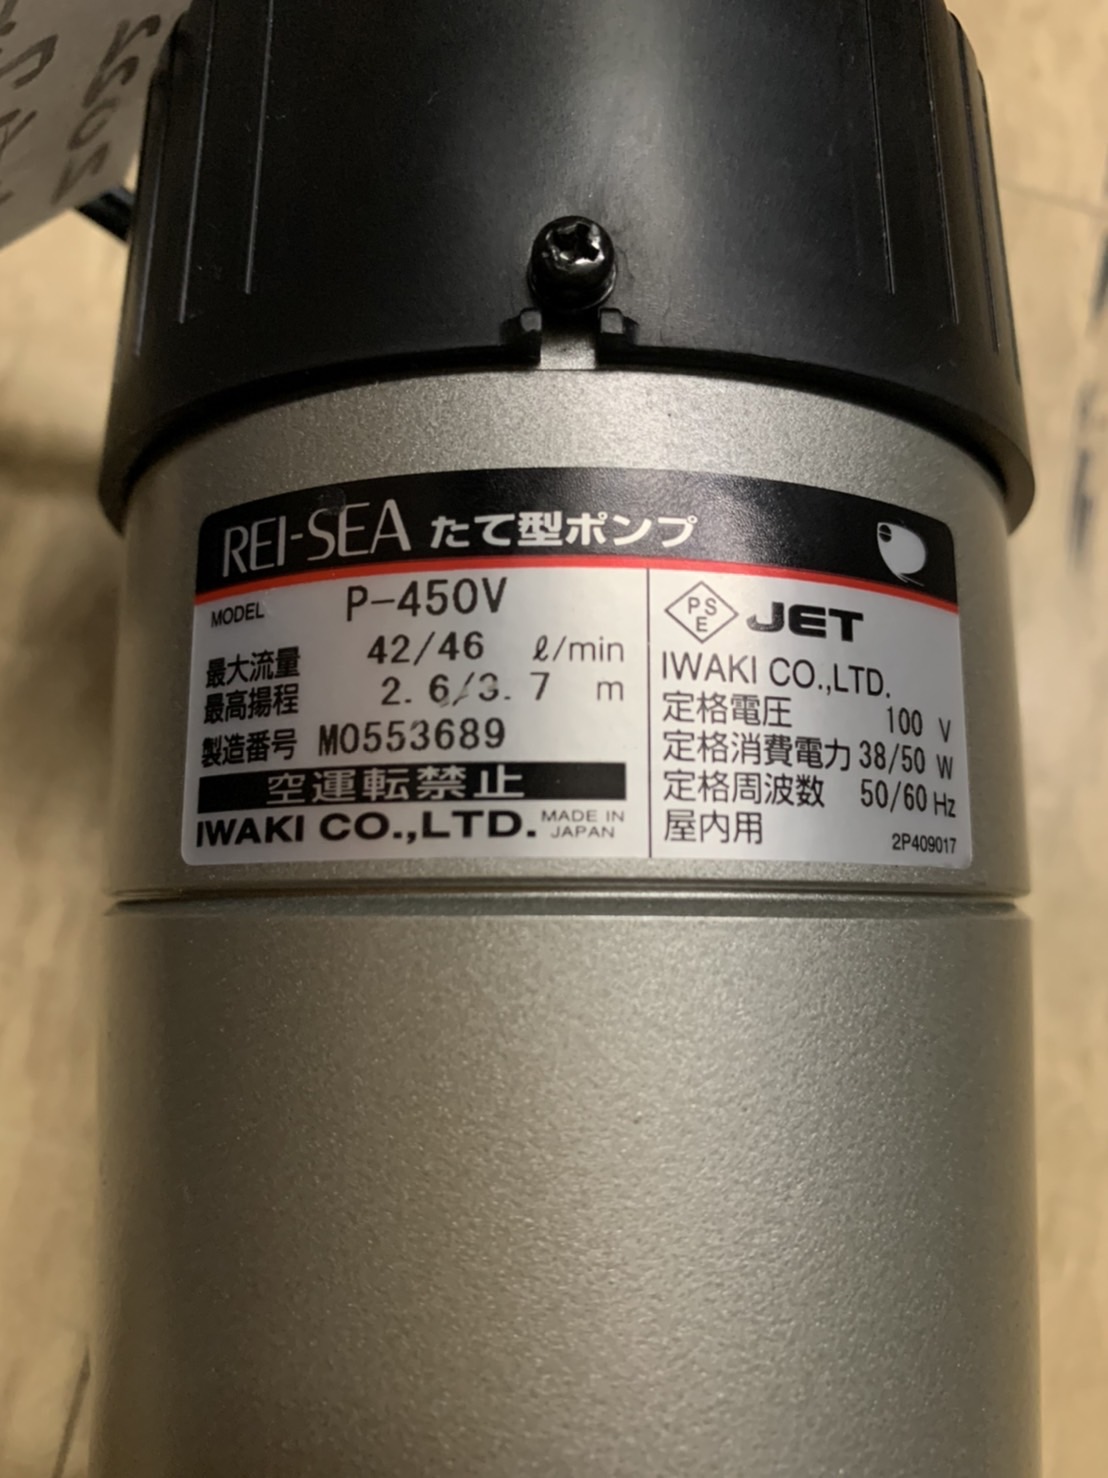 REI-SEA たて型ポンプ
MODEL P-450V
最大流量 42/46 ℓ/min
最高揚程 2.6/3.7 m
製造番号 M0553689
空運転禁止
IWAKI CO.,LTD. MADE IN JAPAN
PSE JET
IWAKI CO.,LTD.
定格電圧 100 V
定格消費電力 38/50 W
定格周波数 50/60 Hz
屋内用 2P409017